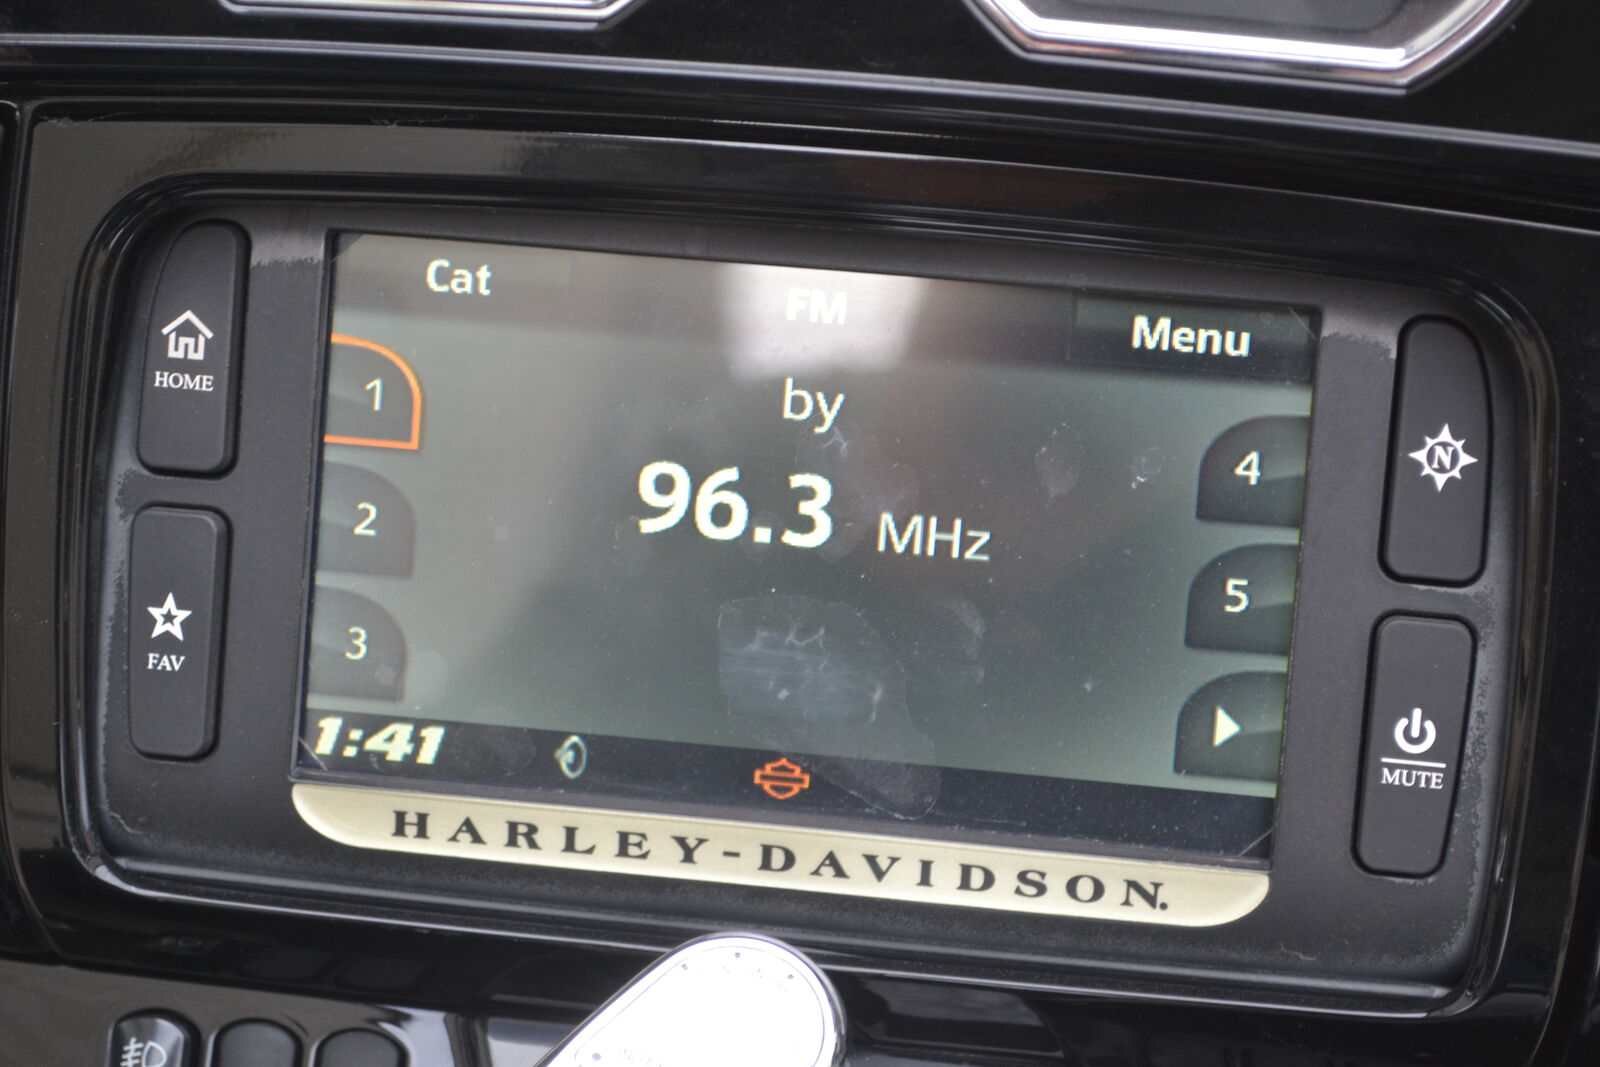 Cat
FM
Menu
by
96.3 MHz
1
2
3
4
5
1:41
HOME
FAV
N
MUTE
HARLEY-DAVIDSON.